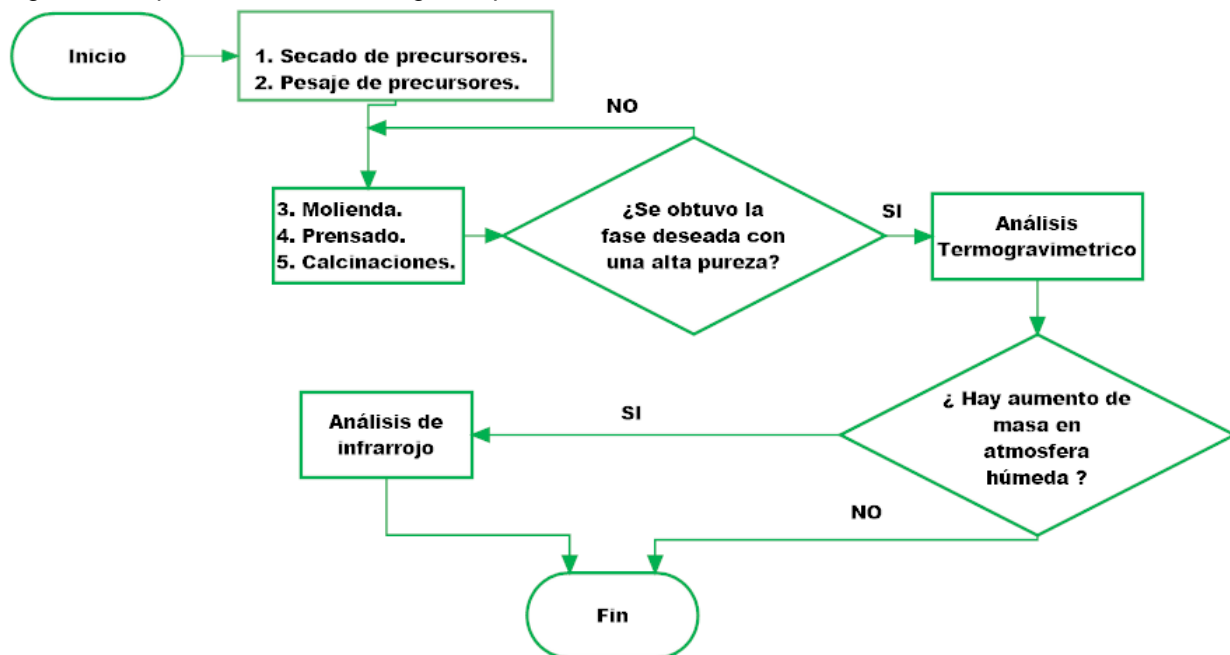 Inicio
1. Secado de precursores.
2. Pesaje de precursores.
NO
3. Molienda.
4. Prensado.
5. Calcinaciones.
¿Se obtuvo la
fase deseada con
una alta pureza?
SI
Análisis
Termogravimetrico
¿ Hay aumento de
masa en
atmosfera
húmeda ?
SI
Análisis de
infrarrojo
NO
Fin